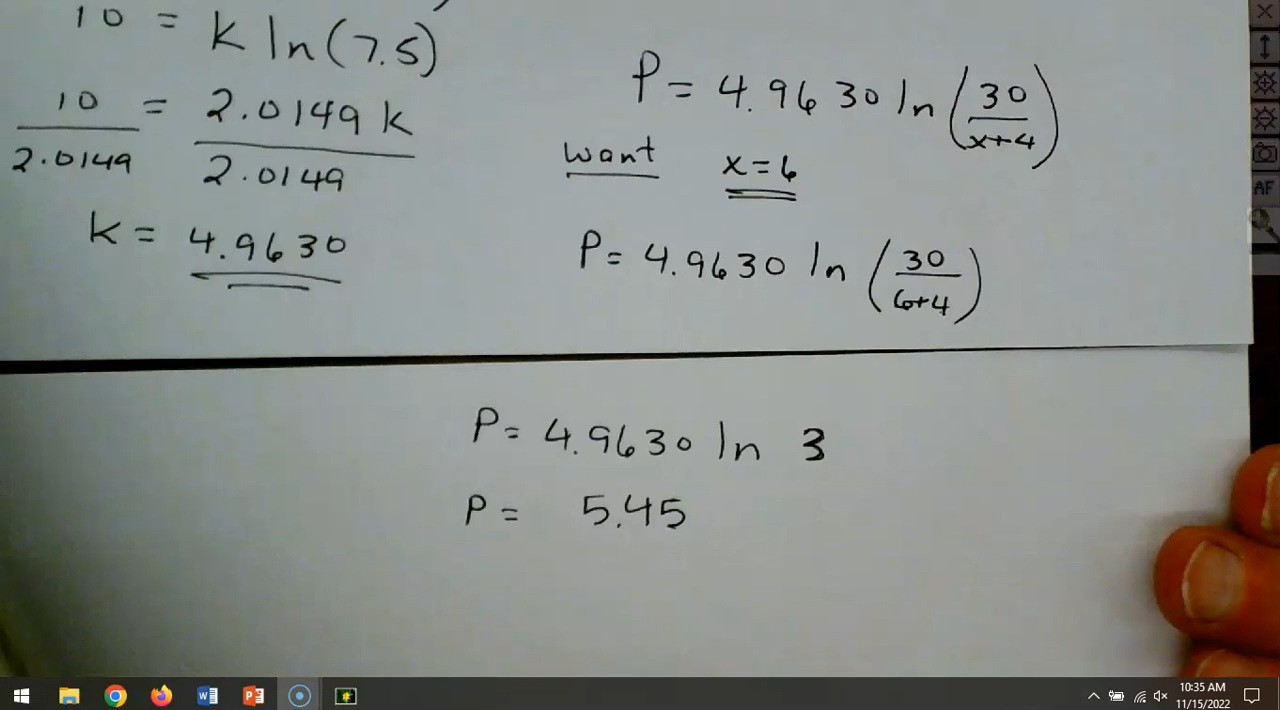 10 = k ln(7.5)
10/2.0149 = 2.0149 k/2.0149
k = 4.9630
P = 4.9630 ln (30/x+4)
want x = 6
P = 4.9630 ln (30/6+4)
P = 4.9630 ln 3
P = 5.45
AF
10:35 AM
11/15/2022